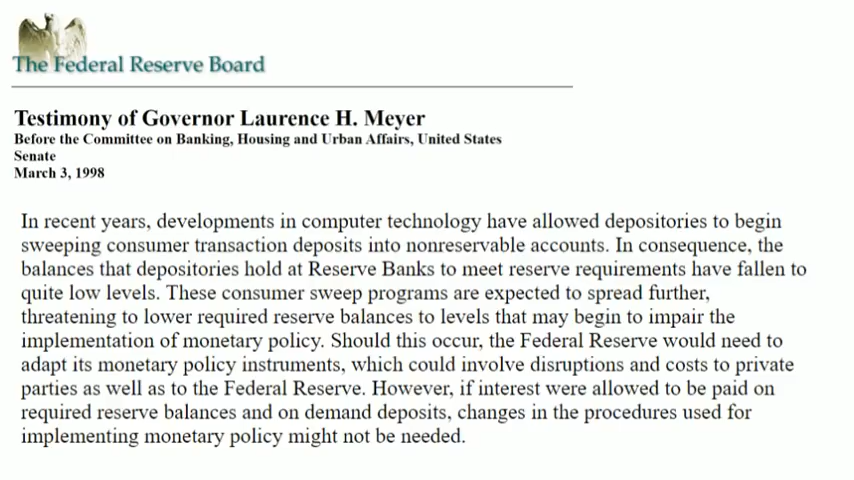 The Federal Reserve Board
Testimony of Governor Laurence H. Meyer
Before the Committee on Banking, Housing and Urban Affairs, United States
Senate
March 3, 1998
In recent years, developments in computer technology have allowed depositories to begin
sweeping consumer transaction deposits into nonreservable accounts. In consequence, the
balances that depositories hold at Reserve Banks to meet reserve requirements have fallen to
quite low levels. These consumer sweep programs are expected to spread further,
threatening to lower required reserve balances to levels that may begin to impair the
implementation of monetary policy. Should this occur, the Federal Reserve would need to
adapt its monetary policy instruments, which could involve disruptions and costs to private
parties as well as to the Federal Reserve. However, if interest were allowed to be paid on
required reserve balances and on demand deposits, changes in the procedures used for
implementing monetary policy might not be needed.